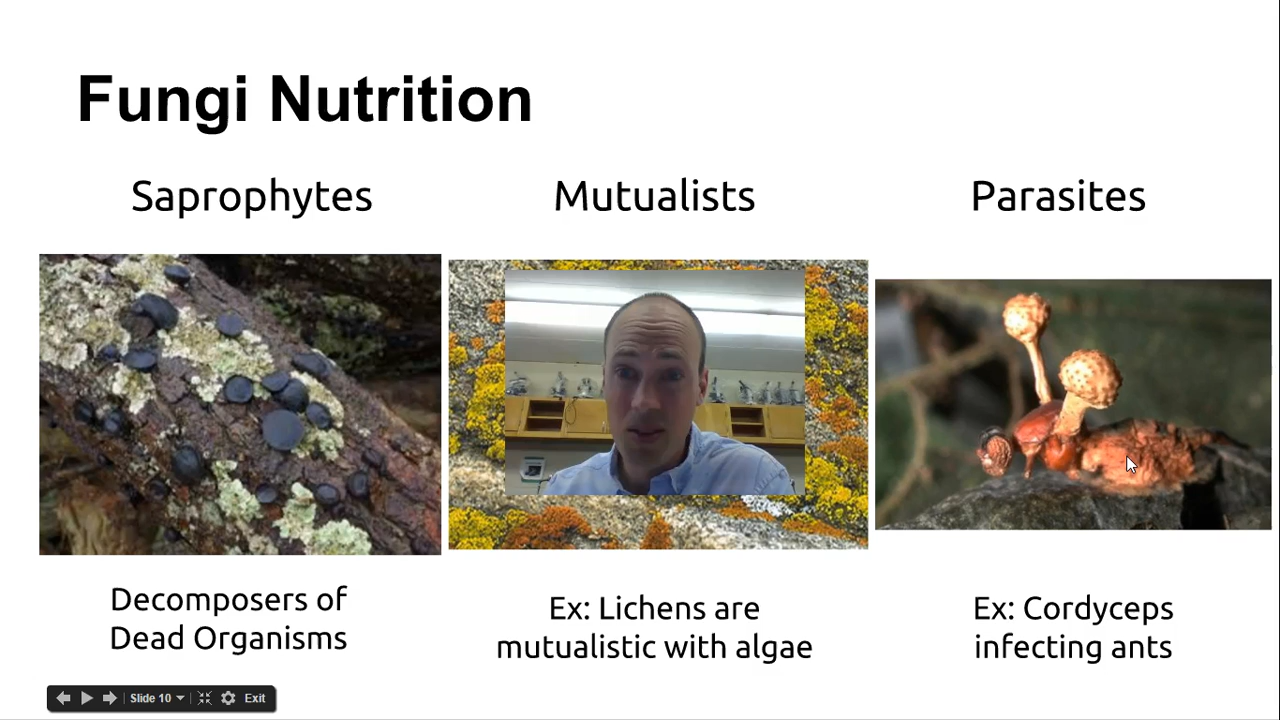 Fungi Nutrition
Saprophytes
Mutualists
Parasites
Decomposers of
Dead Organisms
Ex: Lichens are
mutualistic with algae
Ex: Cordyceps
infecting ants
Slide 10
Exit